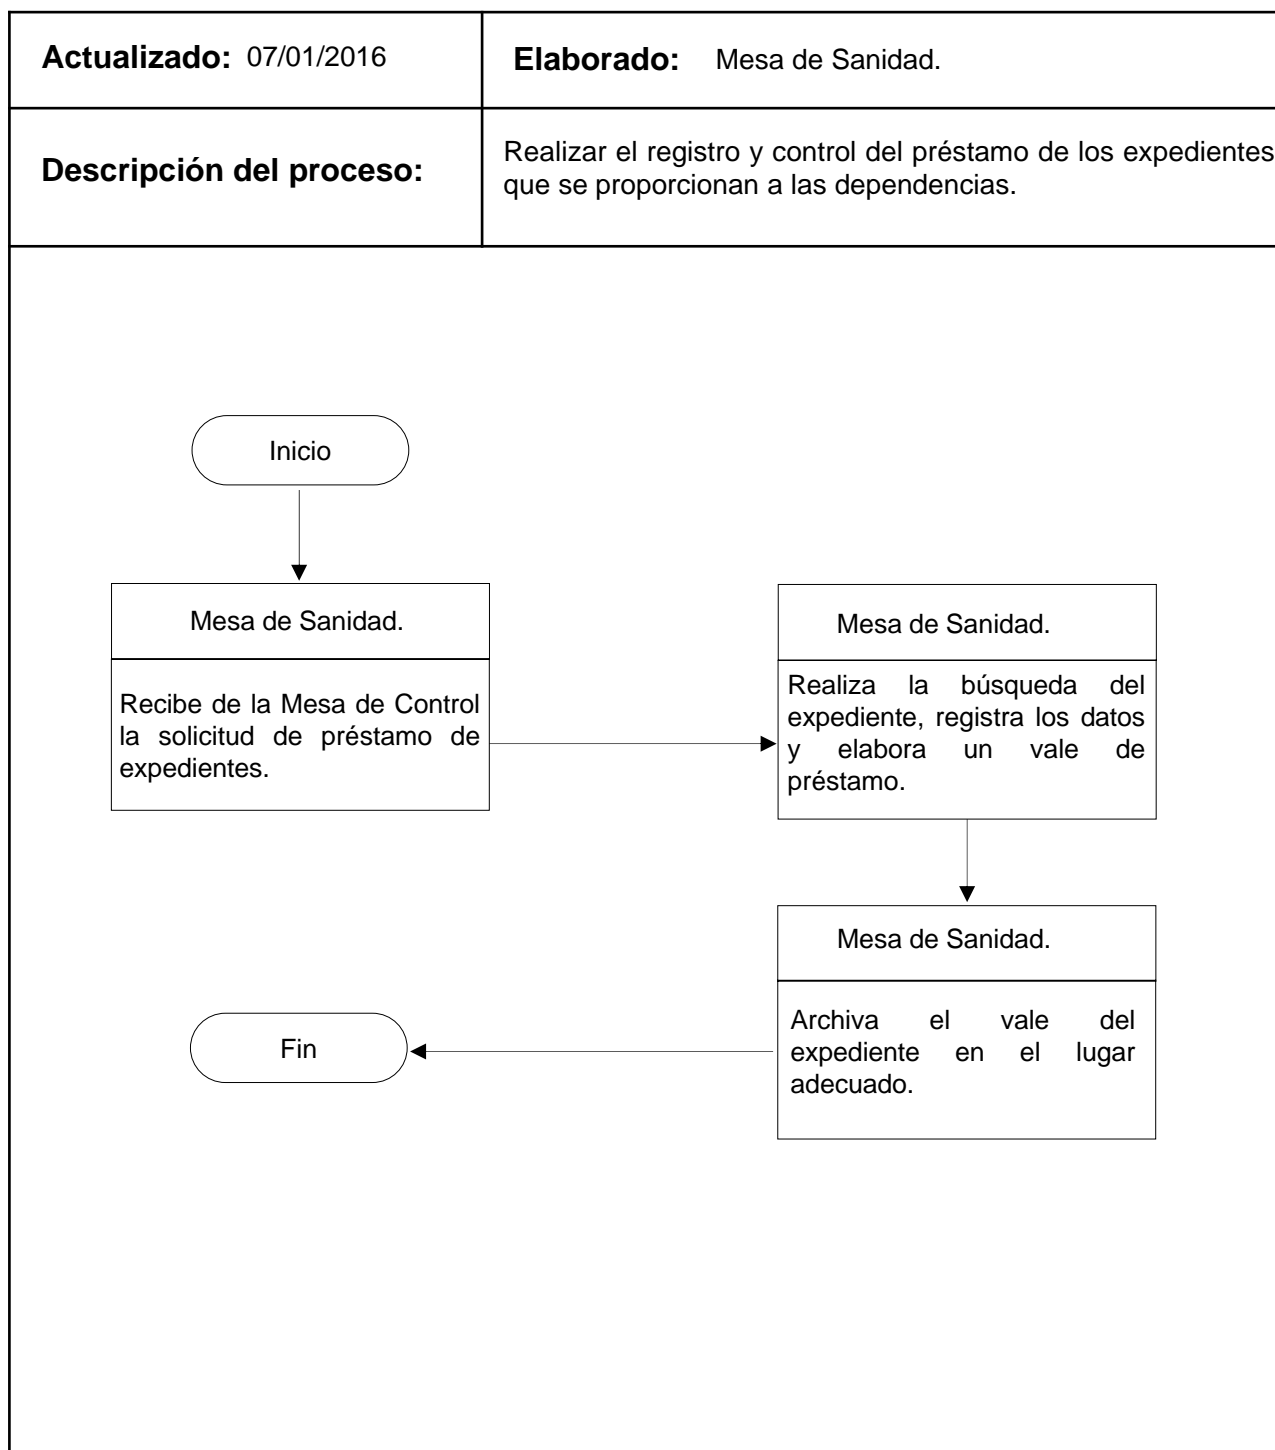 Actualizado: 07/01/2016
Elaborado: Mesa de Sanidad.
Descripción del proceso:
Realizar el registro y control del préstamo de los expedientes
que se proporcionan a las dependencias.
Inicio
Mesa de Sanidad.
Recibe de la Mesa de Control
la solicitud de préstamo de
expedientes.
Mesa de Sanidad.
Realiza la búsqueda del
expediente, registra los datos
y elabora un vale de
préstamo.
Mesa de Sanidad.
Archiva el vale del
expediente en el lugar
adecuado.
Fin